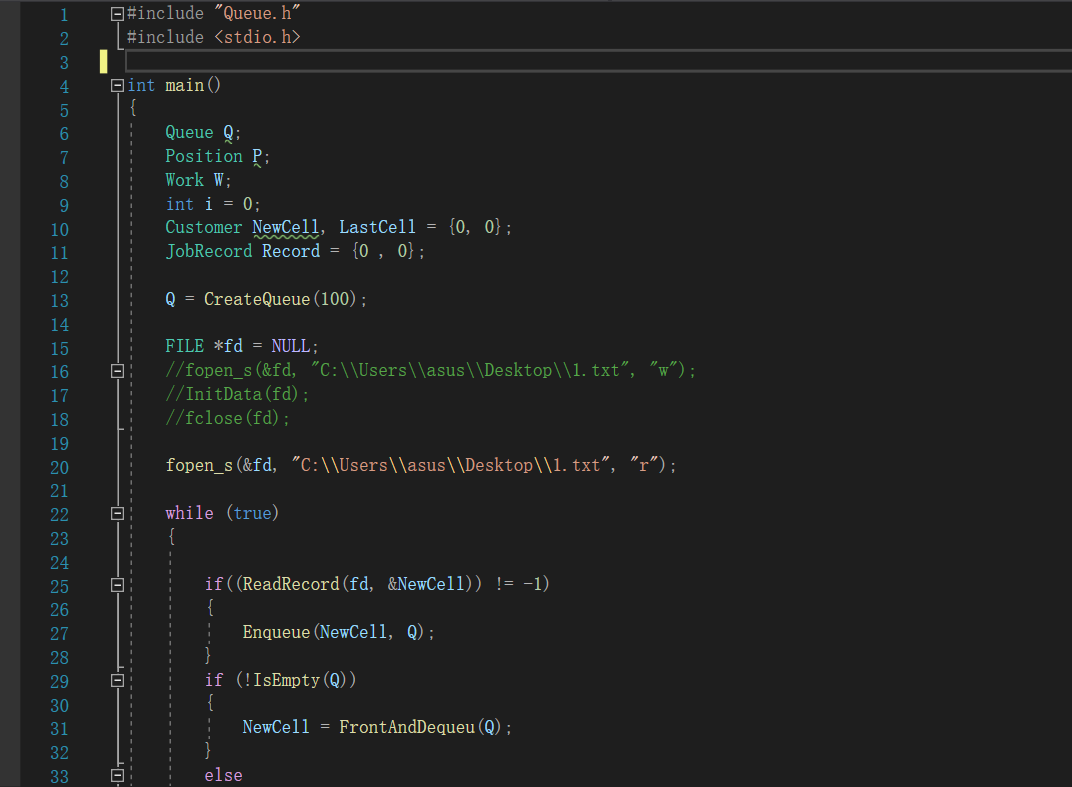 1 #include "Queue.h"
2 #include <stdio.h>
3
4 int main()
5 {
6 Queue Q;
7 Position P;
8 Work W;
9 int i = 0;
10 Customer NewCell, LastCell = {0, 0};
11 JobRecord Record = {0 , 0};
12
13 Q = CreateQueue(100);
14
15 FILE *fd = NULL;
16 //fopen_s(&fd, "C:\\Users\\asus\\Desktop\\1.txt", "w");
17 //InitData(fd);
18 //fclose(fd);
19
20 fopen_s(&fd, "C:\\Users\\asus\\Desktop\\1.txt", "r");
21
22 while (true)
23 {
24
25 if((ReadRecord(fd, &NewCell)) != -1)
26 {
27 Enqueue(NewCell, Q);
28 }
29 if (!IsEmpty(Q))
30 {
31 NewCell = FrontAndDequeu(Q);
32 }
33 else